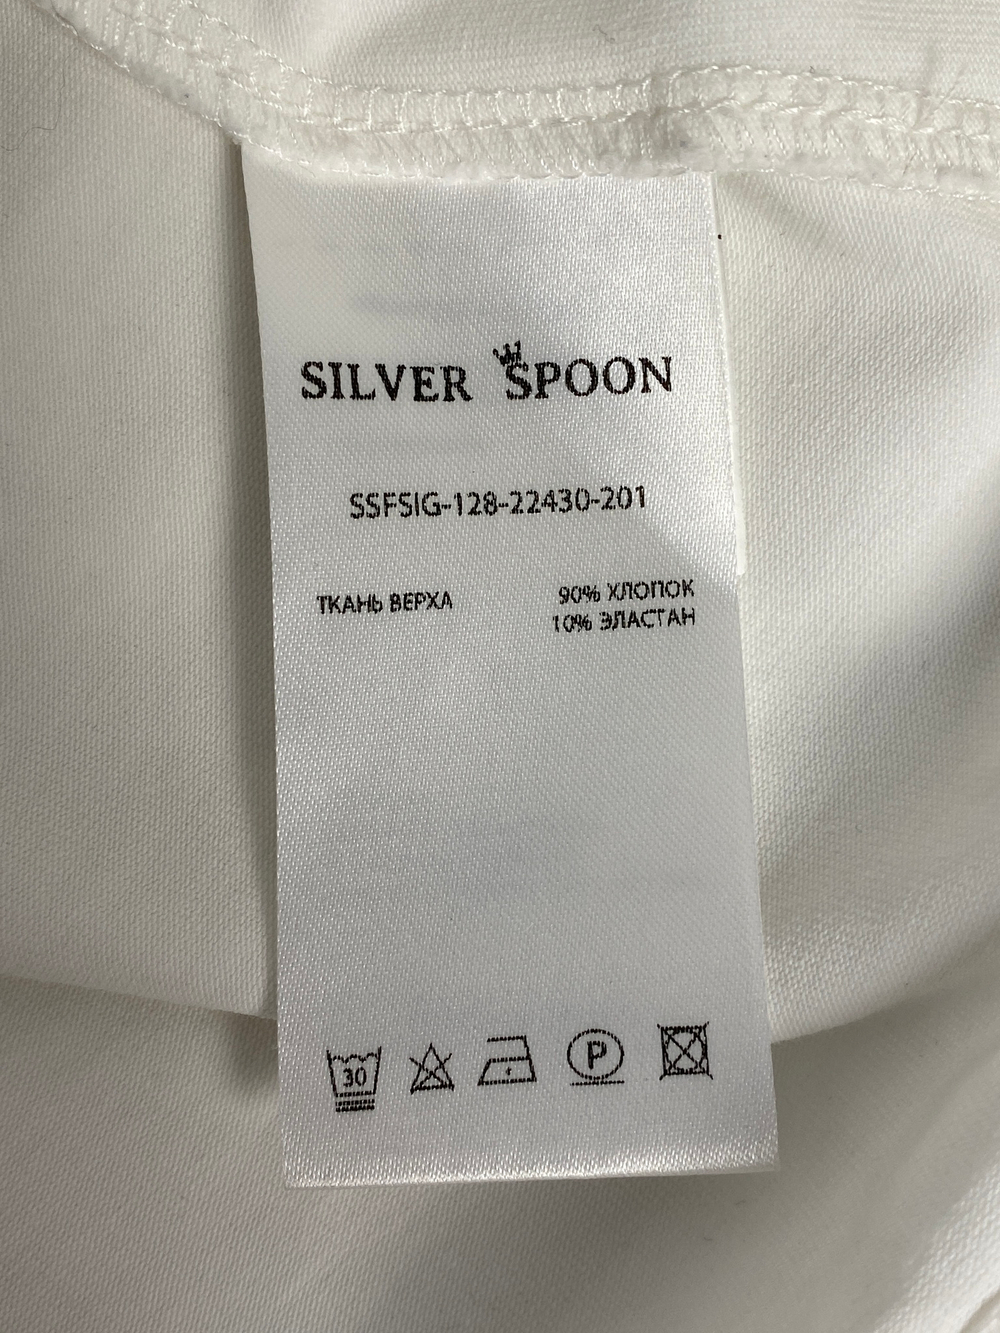 SILVER SPOON
SSFSIG-128-22430-201
ТКАНЬ ВЕРХА 90% ХЛОПОК
10% ЭЛАСТАН
30 P